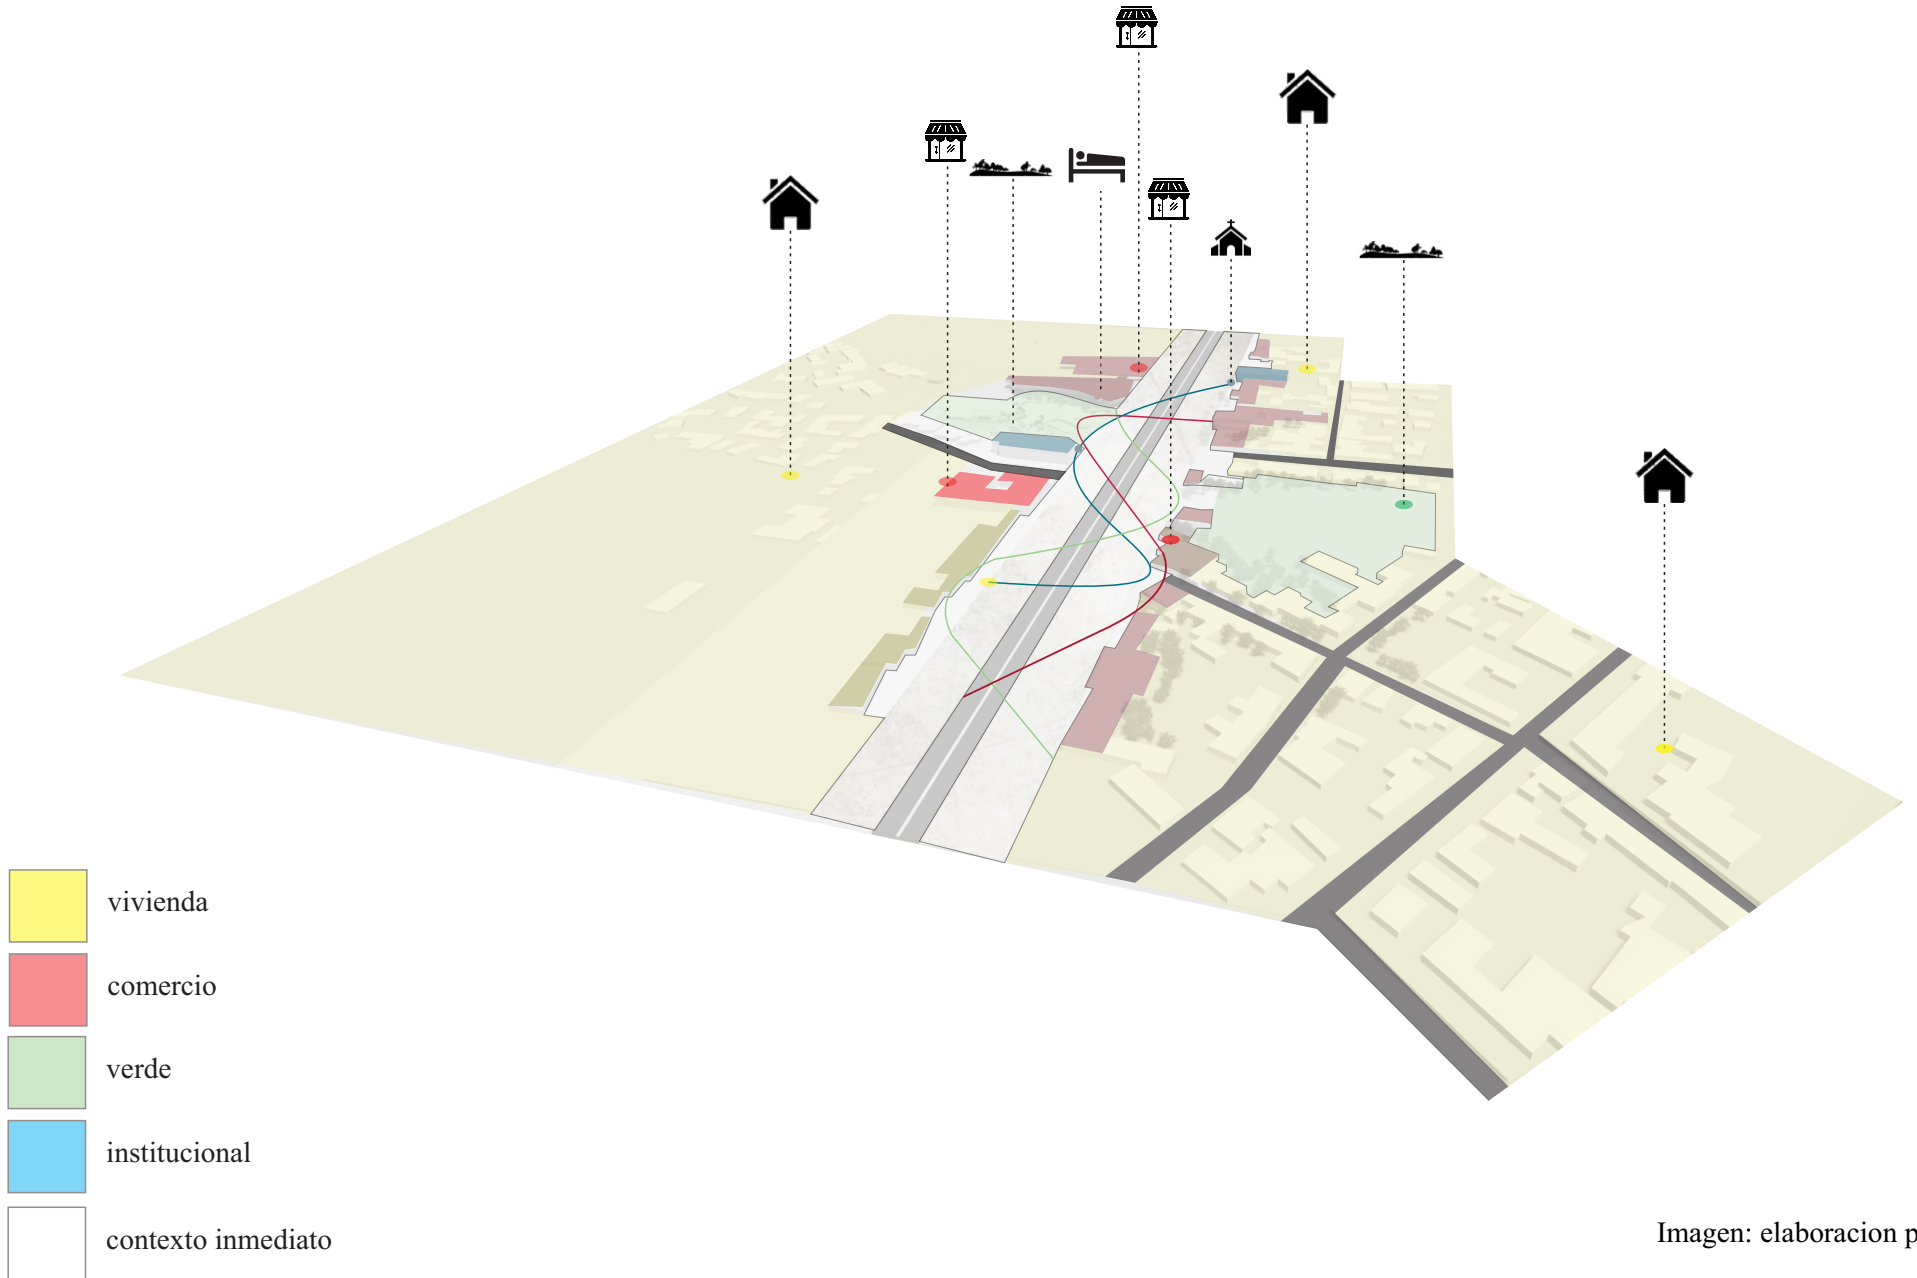 vivienda
comercio
verde
institucional
contexto inmediato
Imagen: elaboracion p